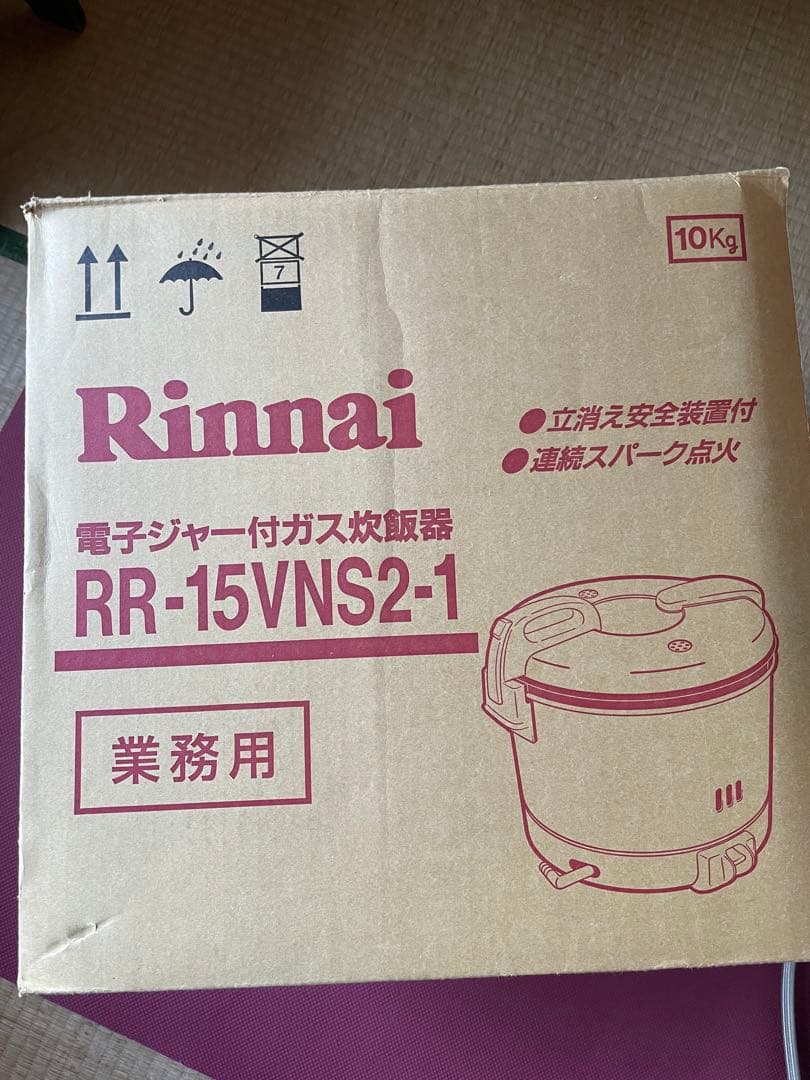 10Kg
7
Rinnai
●立消え安全装置付
●連続スパーク点火
電子ジャー付ガス炊飯器
RR-15VNS2-1
業務用